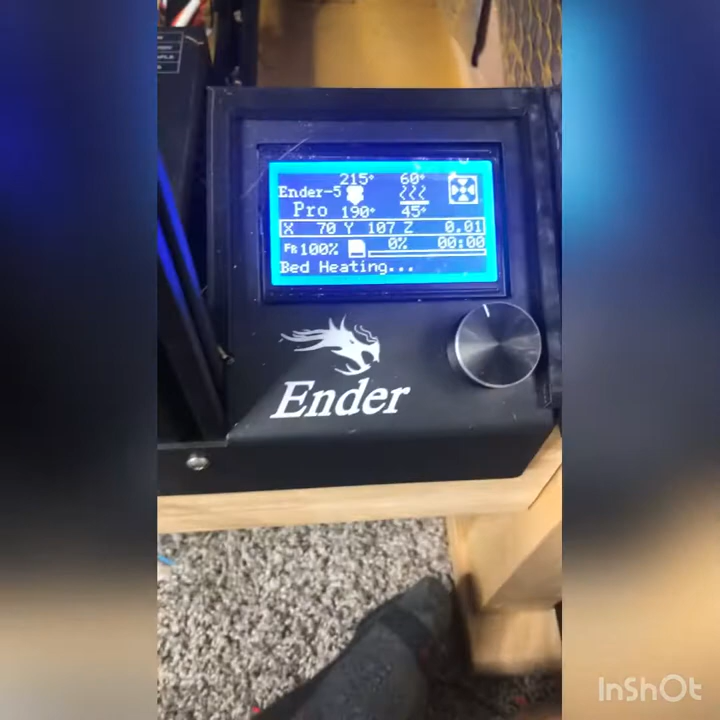 215° 60°
Ender-5
Pro 190° 45°
X 70 Y 107 Z 0.01
FR 100% 0% 00:00
Bed Heating...
Ender
InShOt